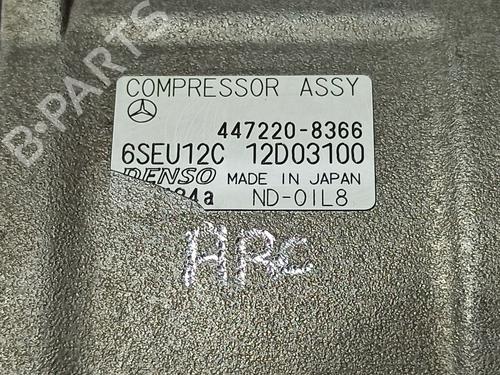 B-PARTS
COMPRESSOR ASSY
447220-8366
6SEU12C 12D03100
DENSO MADE IN JAPAN
ND-OIL8
ARC